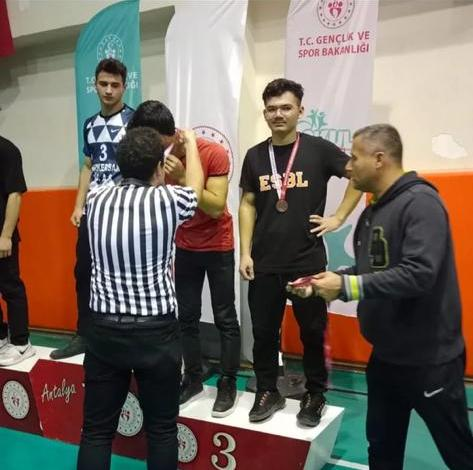 T.C. GENÇLİK VE
SPOR BAKANLIĞI
T.C. GENÇLİK VE
SPOR BAKANLIĞI
3
ESBL
Antalya
3